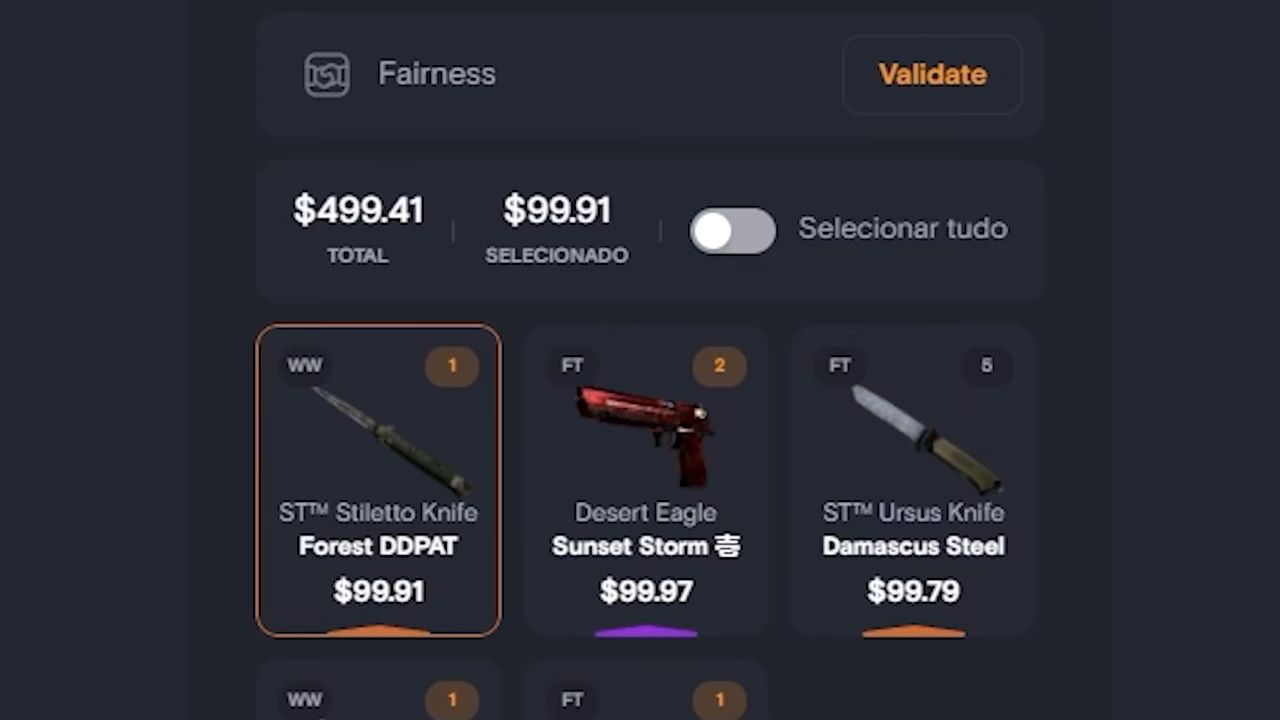 Fairness
Validate
$499.41
TOTAL
$99.91
SELECIONADO
Selecionar tudo
WW
1
ST™ Stiletto Knife
Forest DDPAT
$99.91
FT
2
Desert Eagle
Sunset Storm 壱
$99.97
FT
5
ST™ Ursus Knife
Damascus Steel
$99.79
WW
1
FT
1